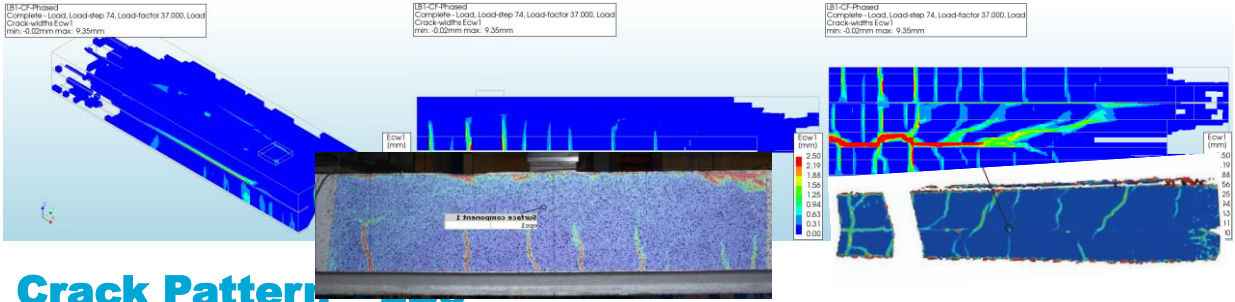 LB1-CF-Phased
Complete - Load, Load-step 74, Load-factor 37.000, Load
Crack-widths Ecw1
min: -0.02mm max: 9.35mm
LB1-CF-Phased
Complete - Load, Load-step 74, Load-factor 37.000, Load
Crack-widths Ecw1
min: -0.02mm max: 9.35mm
LB1-CF-Phased
Complete - Load, Load-step 74, Load-factor 37.000, Load
Crack-widths Ecw1
min: -0.02mm max: 9.35mm
Ecw1
(mm)
2.50
2.19
1.88
1.56
1.25
0.94
0.63
0.31
0.00
Ecw1
(mm)
Surface component 1
eps1
Crack Pattern